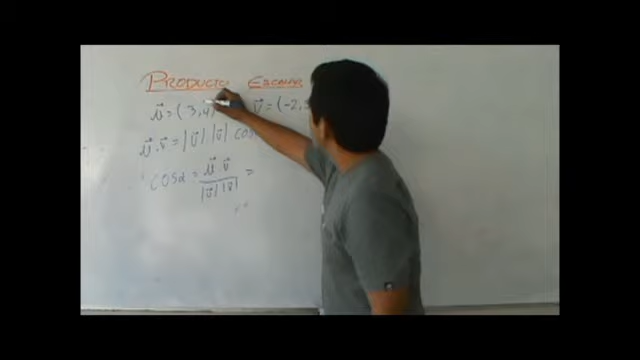 PRODUCTO ESCALAR
u⃗ = (3,4) v⃗ = (-2,
u⃗ . v⃗ = |u⃗| |v⃗| cos
cos α = u⃗ . v⃗ / |u⃗| |v⃗| =